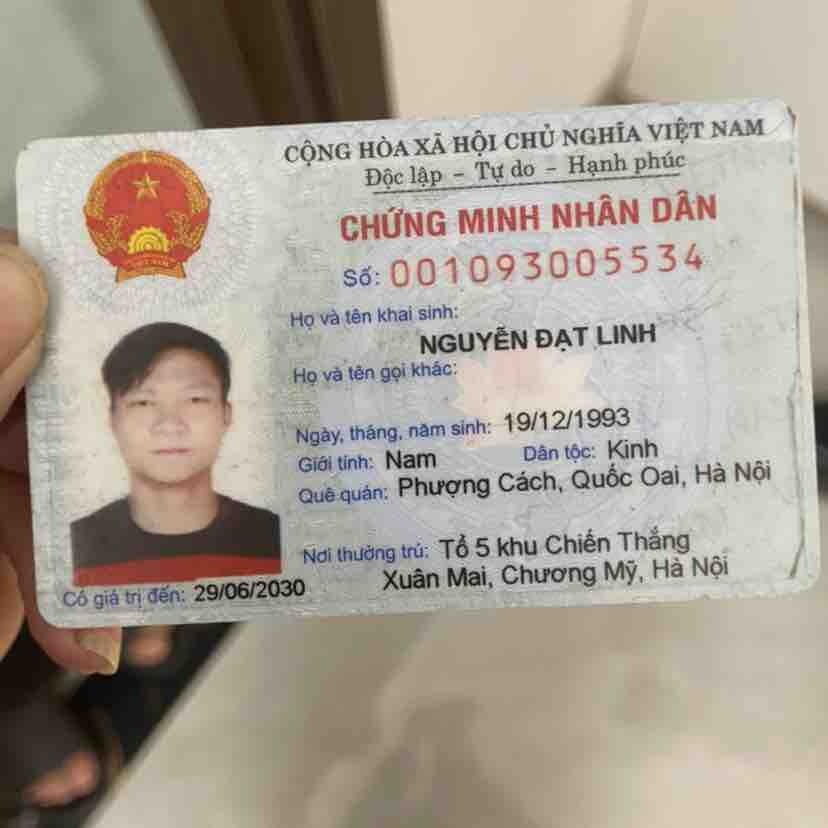 CỘNG HÒA XÃ HỘI CHỦ NGHĨA VIỆT NAM
Độc lập - Tự do - Hạnh phúc
CHỨNG MINH NHÂN DÂN
Số: 001093005534
Họ và tên khai sinh:
NGUYỄN ĐẠT LINH
Họ và tên gọi khác:
Ngày, tháng, năm sinh: 19/12/1993
Giới tính: Nam Dân tộc: Kinh
Quê quán: Phượng Cách, Quốc Oai, Hà Nội
Nơi thường trú: Tổ 5 khu Chiến Thắng
Xuân Mai, Chương Mỹ, Hà Nội
Có giá trị đến: 29/06/2030